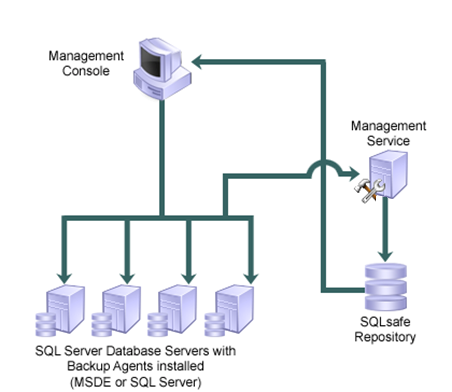 Management
Console
Management
Service
SQLsafe
Repository
SQL Server Database Servers with
Backup Agents installed
(MSDE or SQL Server)